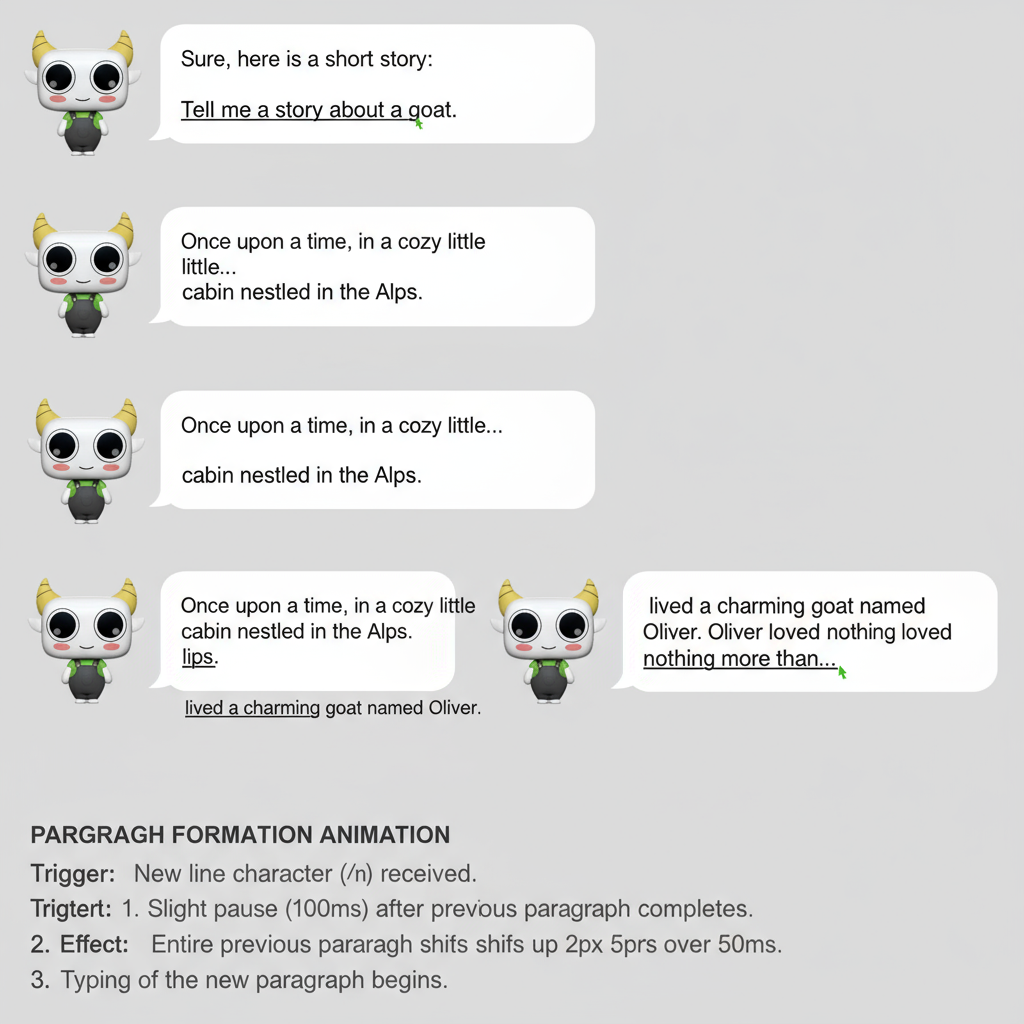 Sure, here is a short story:
Tell me a story about a goat.
Once upon a time, in a cozy little
little...
cabin nestled in the Alps.
Once upon a time, in a cozy little...
cabin nestled in the Alps.
Once upon a time, in a cozy little
cabin nestled in the Alps.
lips.
lived a charming goat named Oliver.
lived a charming goat named
Oliver. Oliver loved nothing loved
nothing more than...
PARGRAGH FORMATION ANIMATION
Trigger: New line character (/n) received.
Trigtert: 1. Slight pause (100ms) after previous paragraph completes.
2. Effect: Entire previous pararagh shifs shifs up 2px 5prs over 50ms.
3. Typing of the new paragraph begins.